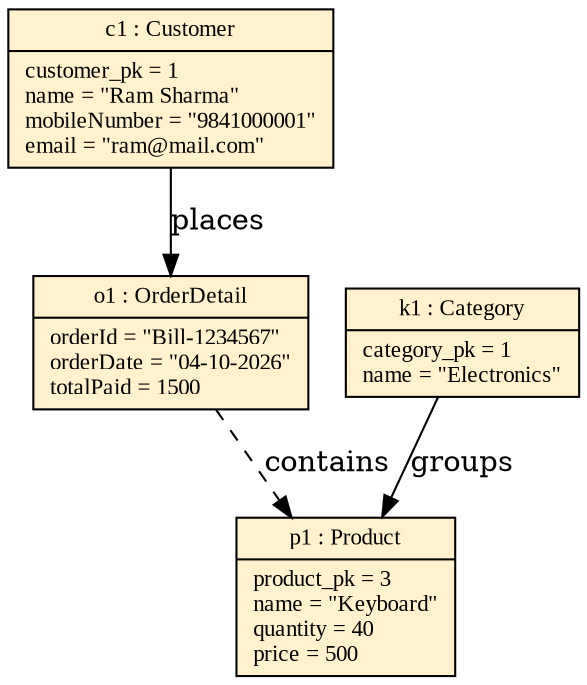 c1 : Customer
customer_pk = 1
name = "Ram Sharma"
mobileNumber = "9841000001"
email = "ram@mail.com"
places
o1 : OrderDetail
orderId = "Bill-1234567"
orderDate = "04-10-2026"
totalPaid = 1500
k1 : Category
category_pk = 1
name = "Electronics"
contains
groups
p1 : Product
product_pk = 3
name = "Keyboard"
quantity = 40
price = 500